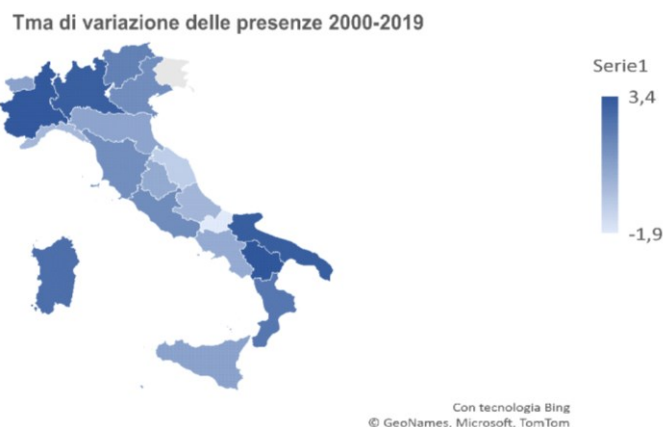 Tma di variazione delle presenze 2000-2019
Serie1
3,4
-1,9
Con tecnologia Bing
© GeoNames, Microsoft, TomTom